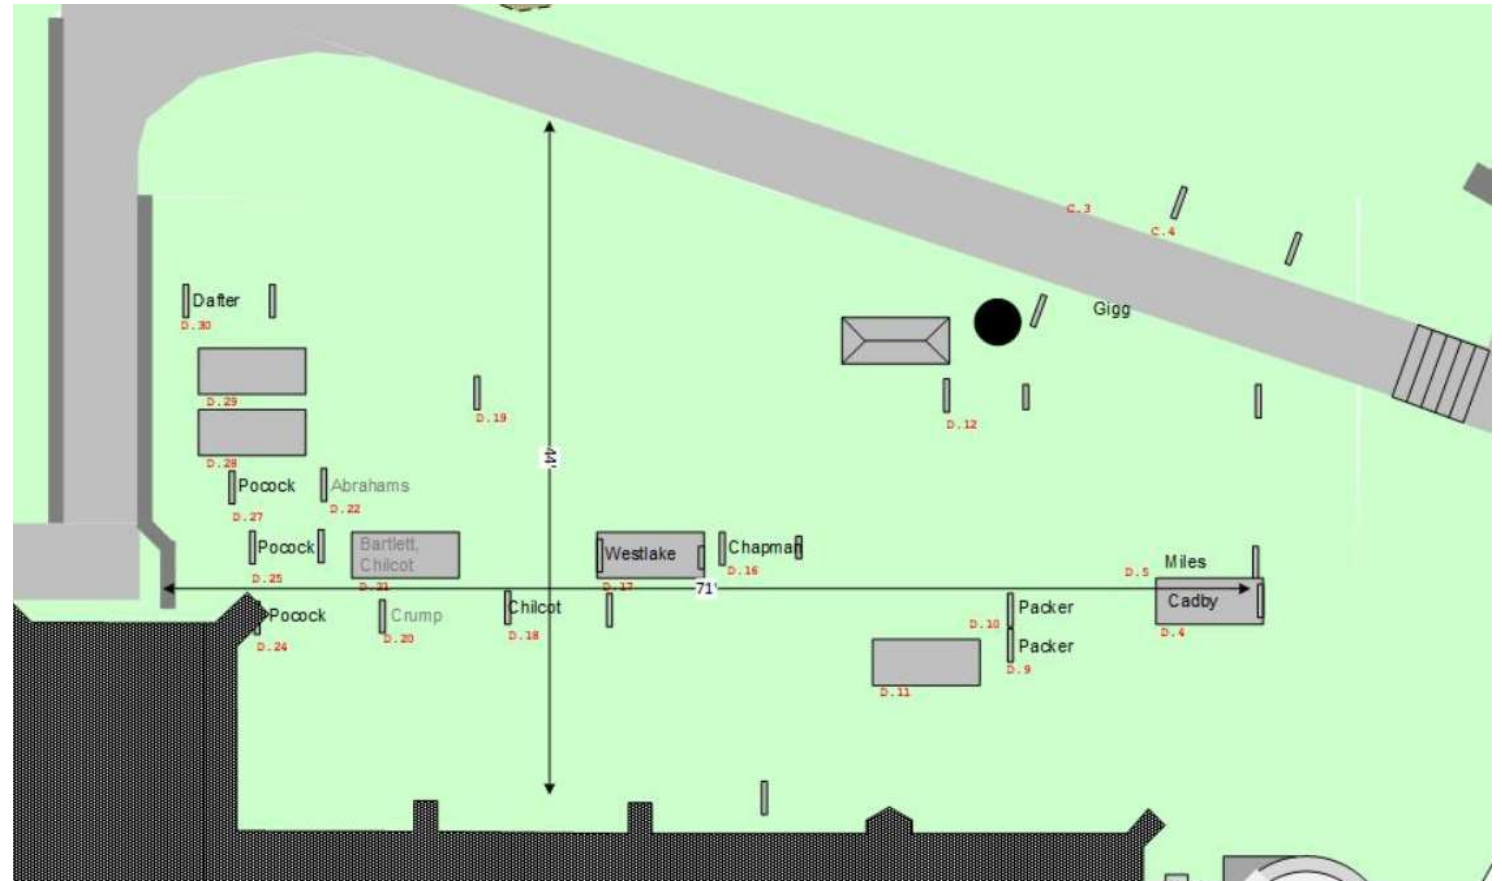 C.3
C.4
Dafter
Gigg
D.30
D.29
D.19
D.12
44'
D.28
Pocock
Abrahams
D.27
D.22
Pocock
Bartlett,
Chilcot
Westlake
Chapman
Miles
D.25
D.16
D.5
D.21
D.17
71'
Cadby
Pocock
Crump
Chilcot
Packer
D.10
D.4
D.24
D.20
D.18
Packer
D.9
D.11